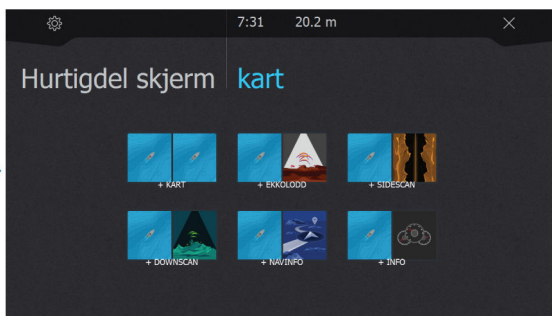 7:31 20.2 m
Hurtigdel skjerm kart
+ KART + EKKOLODD + SIDESCAN
+ DOWNSCAN + NAVINFO + INFO